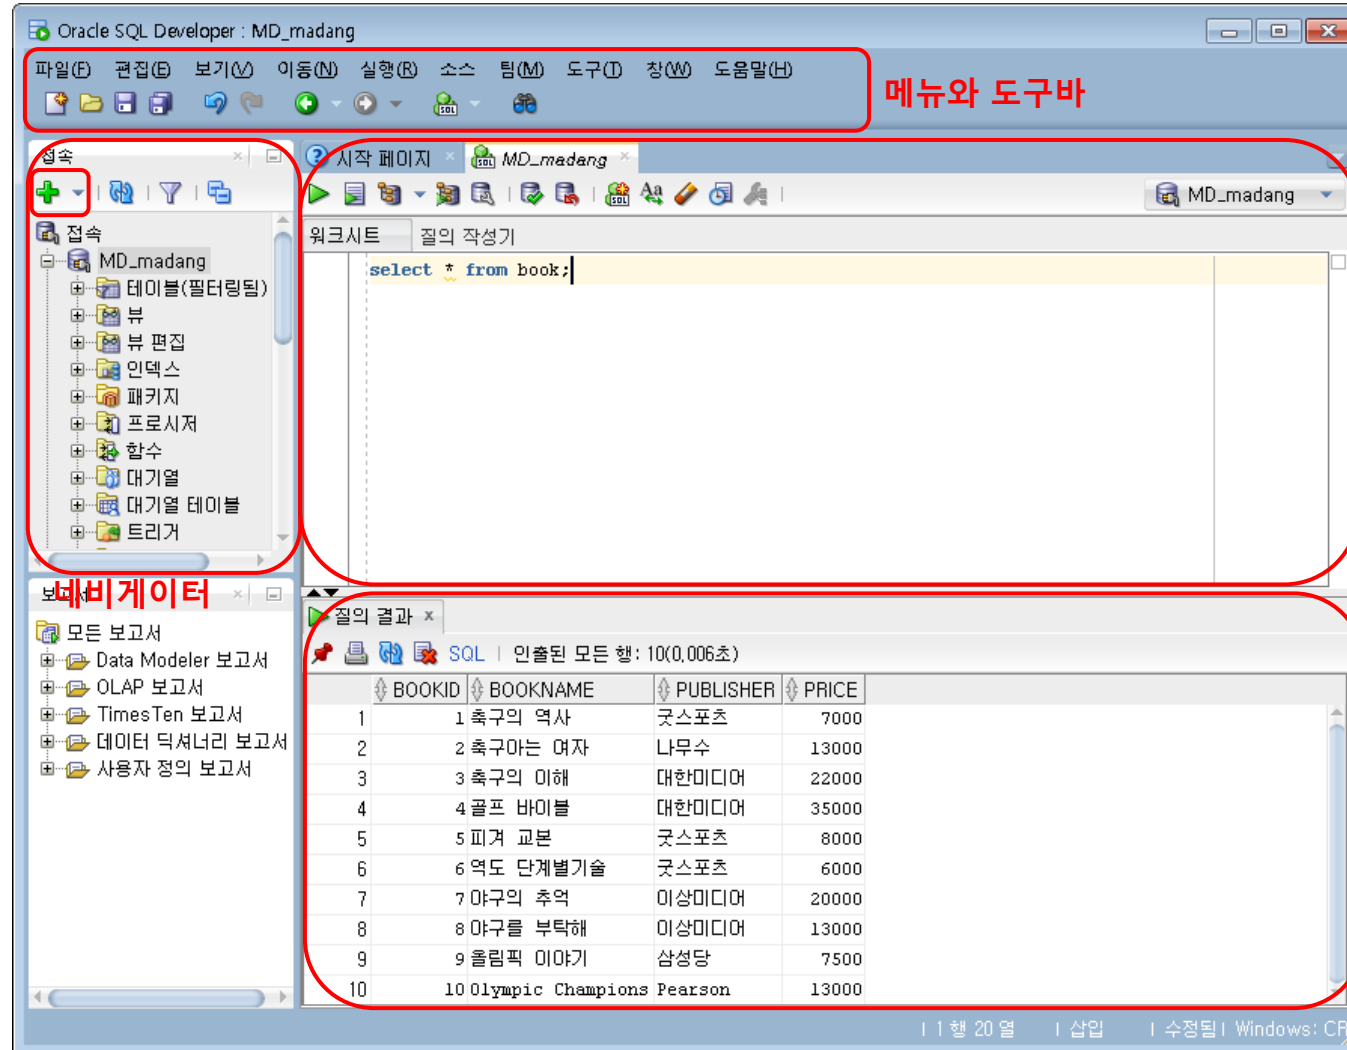 Oracle SQL Developer : MD_madang
파일(F) 편집(E) 보기(V) 이동(N) 실행(R) 소스 팀(M) 도구(T) 창(W) 도움말(H)
메뉴와 도구바
접속
접속
MD_madang
테이블(필터링됨)
뷰
뷰 편집
인덱스
패키지
프로시저
함수
대기열
대기열 테이블
트리거
네비게이터
모든 보고서
Data Modeler 보고서
OLAP 보고서
TimesTen 보고서
데이터 딕셔너리 보고서
사용자 정의 보고서
시작 페이지 MD_madang
MD_madang
워크시트 질의 작성기
select * from book;
질의 결과
SQL 인출된 모든 행: 10(0,006초)
BOOKID BOOKNAME PUBLISHER PRICE
1 1 축구의 역사 굿스포츠 7000
2 2 축구아는 여자 나무수 13000
3 3 축구의 이해 대한미디어 22000
4 4 골프 바이블 대한미디어 35000
5 5 피겨 교본 굿스포츠 8000
6 6 역도 단계별기술 굿스포츠 6000
7 7 야구의 추억 이상미디어 20000
8 8 야구를 부탁해 이상미디어 13000
9 9 올림픽 이야기 삼성당 7500
10 10 Olympic Champions Pearson 13000
1 행 20 열 삽입 수정됨 Windows: CR